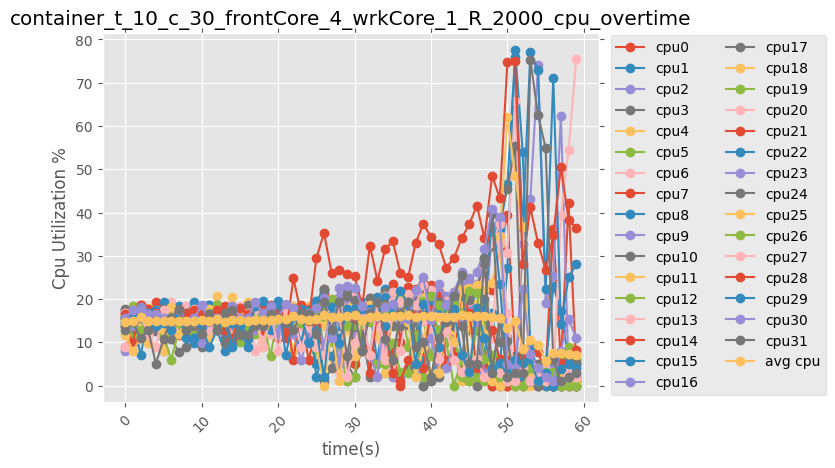 container_t_10_c_30_frontCore_4_wrkCore_1_R_2000_cpu_overtime
80
70
60
50
40
30
20
10
0
Cpu Utilization %
0
10
20
30
40
50
60
time(s)
cpu0
cpu1
cpu2
cpu3
cpu4
cpu5
cpu6
cpu7
cpu8
cpu9
cpu10
cpu11
cpu12
cpu13
cpu14
cpu15
cpu16
cpu17
cpu18
cpu19
cpu20
cpu21
cpu22
cpu23
cpu24
cpu25
cpu26
cpu27
cpu28
cpu29
cpu30
cpu31
avg cpu